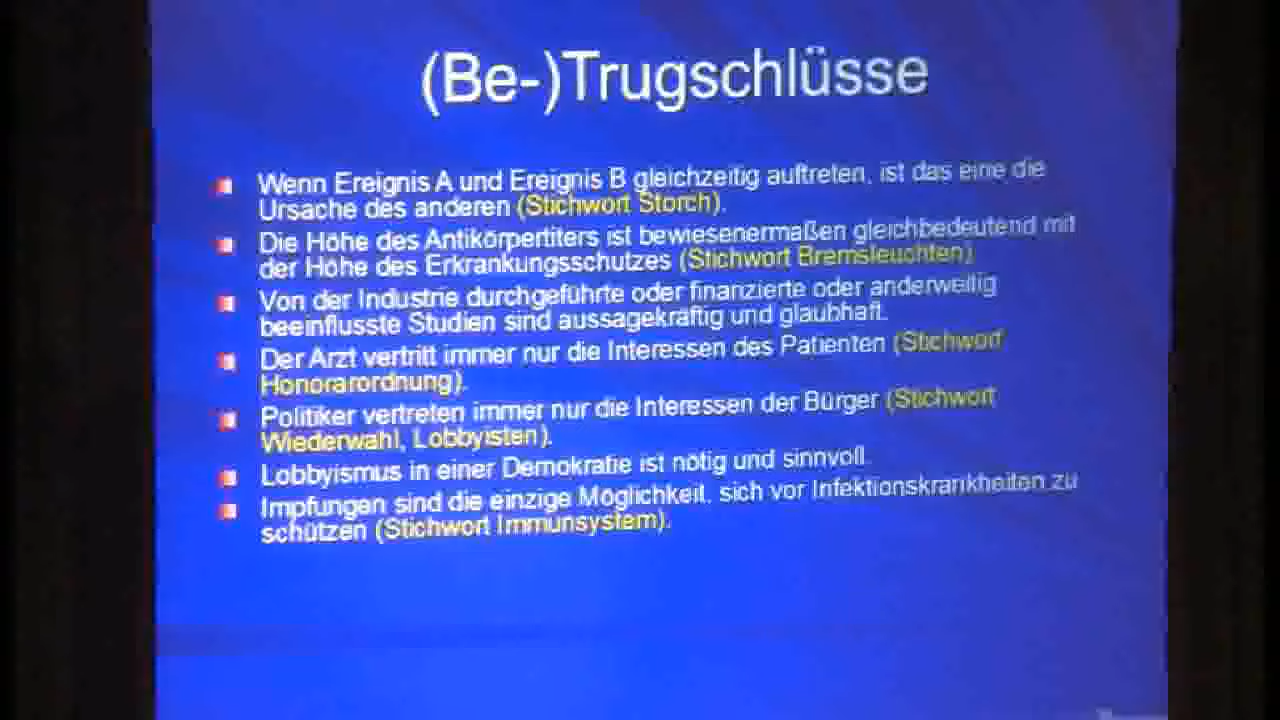 (Be-)Trugschlüsse
Wenn Ereignis A und Ereignis B gleichzeitig auftreten, ist das eine die
Ursache des anderen (Stichwort Storch).
Die Höhe des Antikörpertiters ist bewiesenermaßen gleichbedeutend mit
der Höhe des Erkrankungsschutzes (Stichwort Bremsleuchten)
Von der Industrie durchgeführte oder finanzierte oder anderweitig
beeinflusste Studien sind aussagekräftig und glaubhaft.
Der Arzt vertritt immer nur die Interessen des Patienten (Stichwort
Honorarordnung).
Politiker vertreten immer nur die Interessen der Bürger (Stichwort
Wiederwahl, Lobbyisten).
Lobbyismus in einer Demokratie ist nötig und sinnvoll.
Impfungen sind die einzige Möglichkeit, sich vor Infektionskrankheiten zu
schützen (Stichwort Immunsystem).